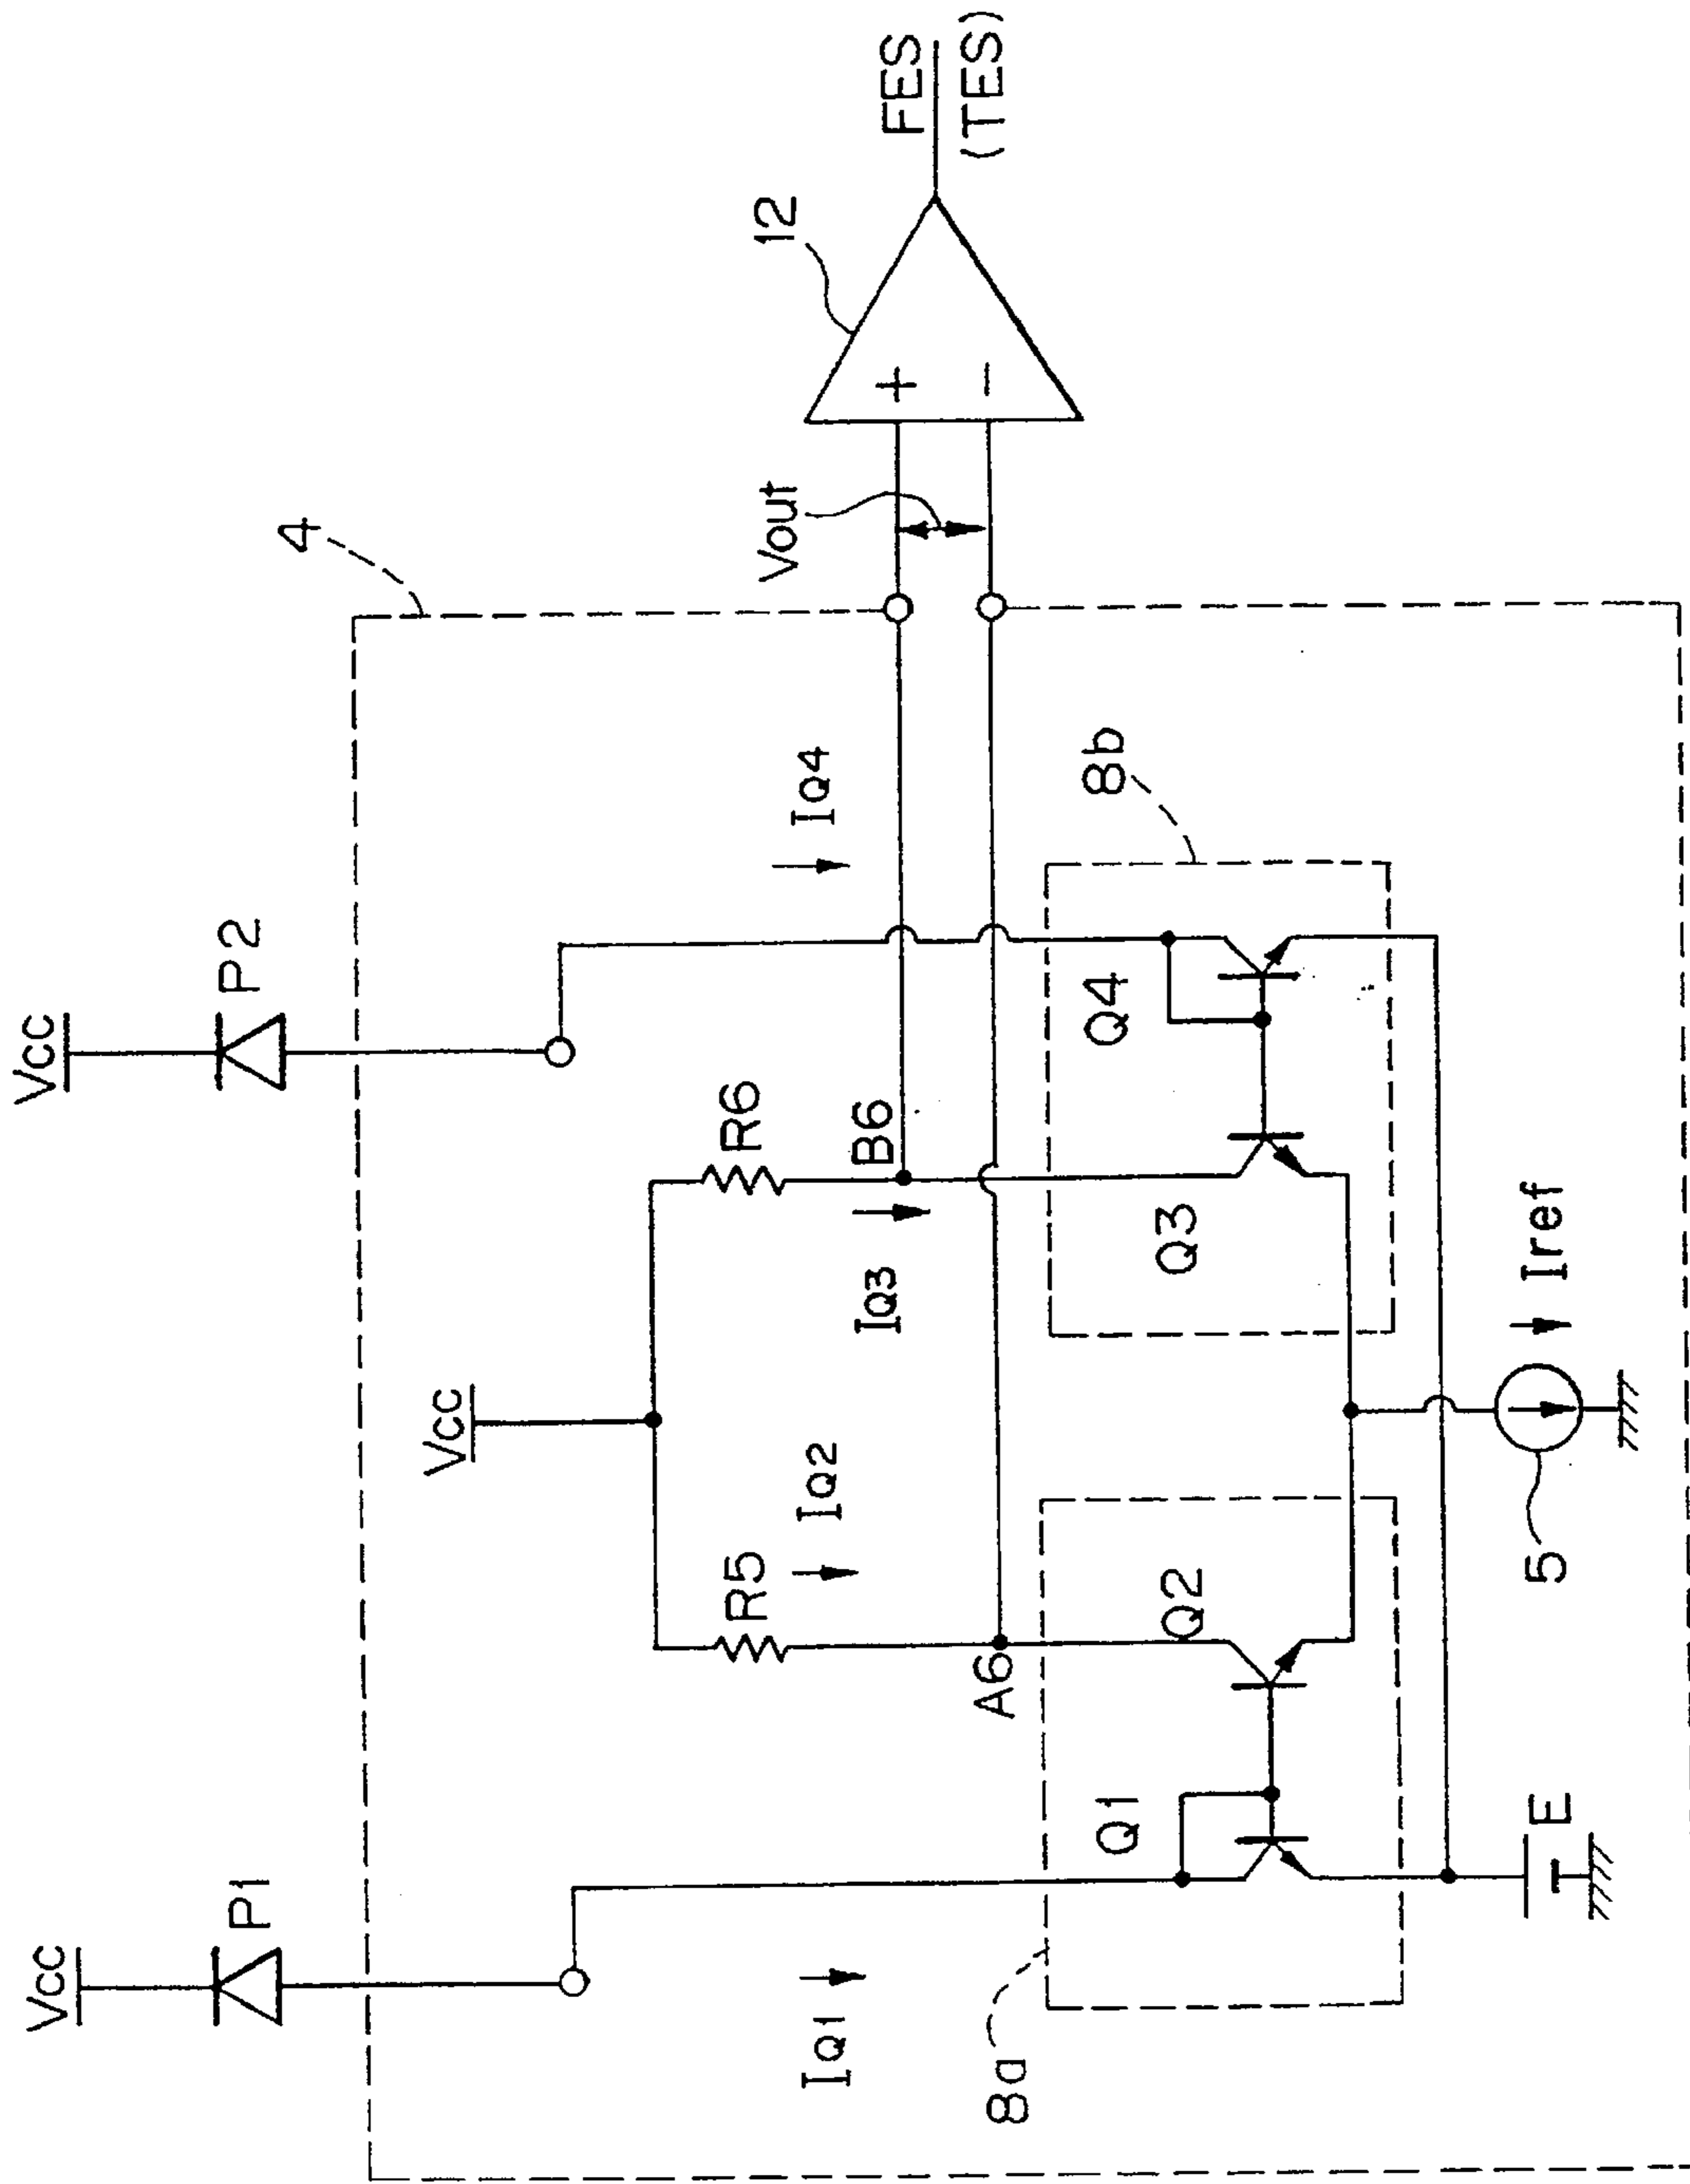 Vcc
P1
Vcc
P2
4
Vcc
R5
R6
IQ1
IQ2
IQ3
IQ4
A6
B6
Vout
12
+
-
FES
(TES)
8a
Q1
Q2
Q3
Q4
8b
E
5
Iref